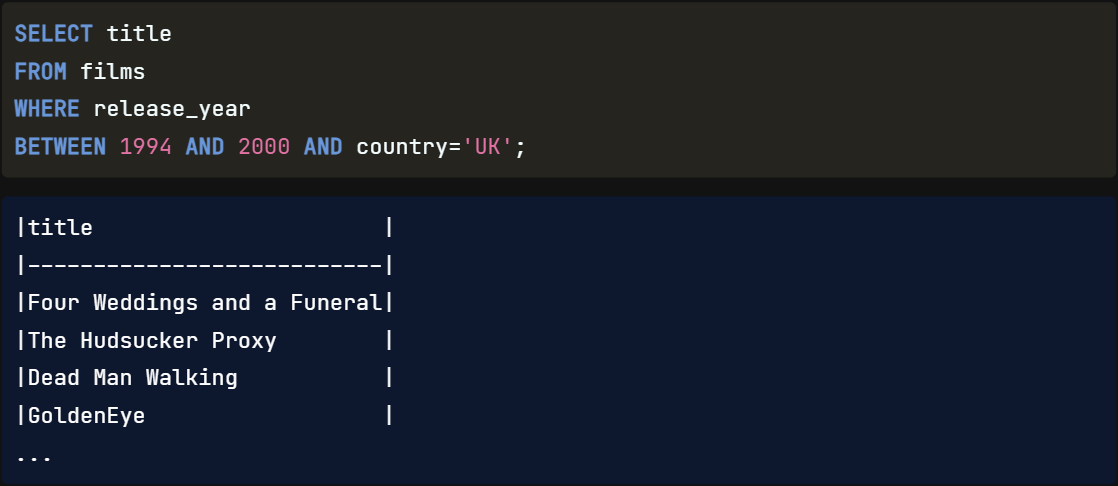 SELECT title
FROM films
WHERE release_year
BETWEEN 1994 AND 2000 AND country='UK';
|title                      |
|---------------------------|
|Four Weddings and a Funeral|
|The Hudsucker Proxy        |
|Dead Man Walking           |
|GoldenEye                  |
...